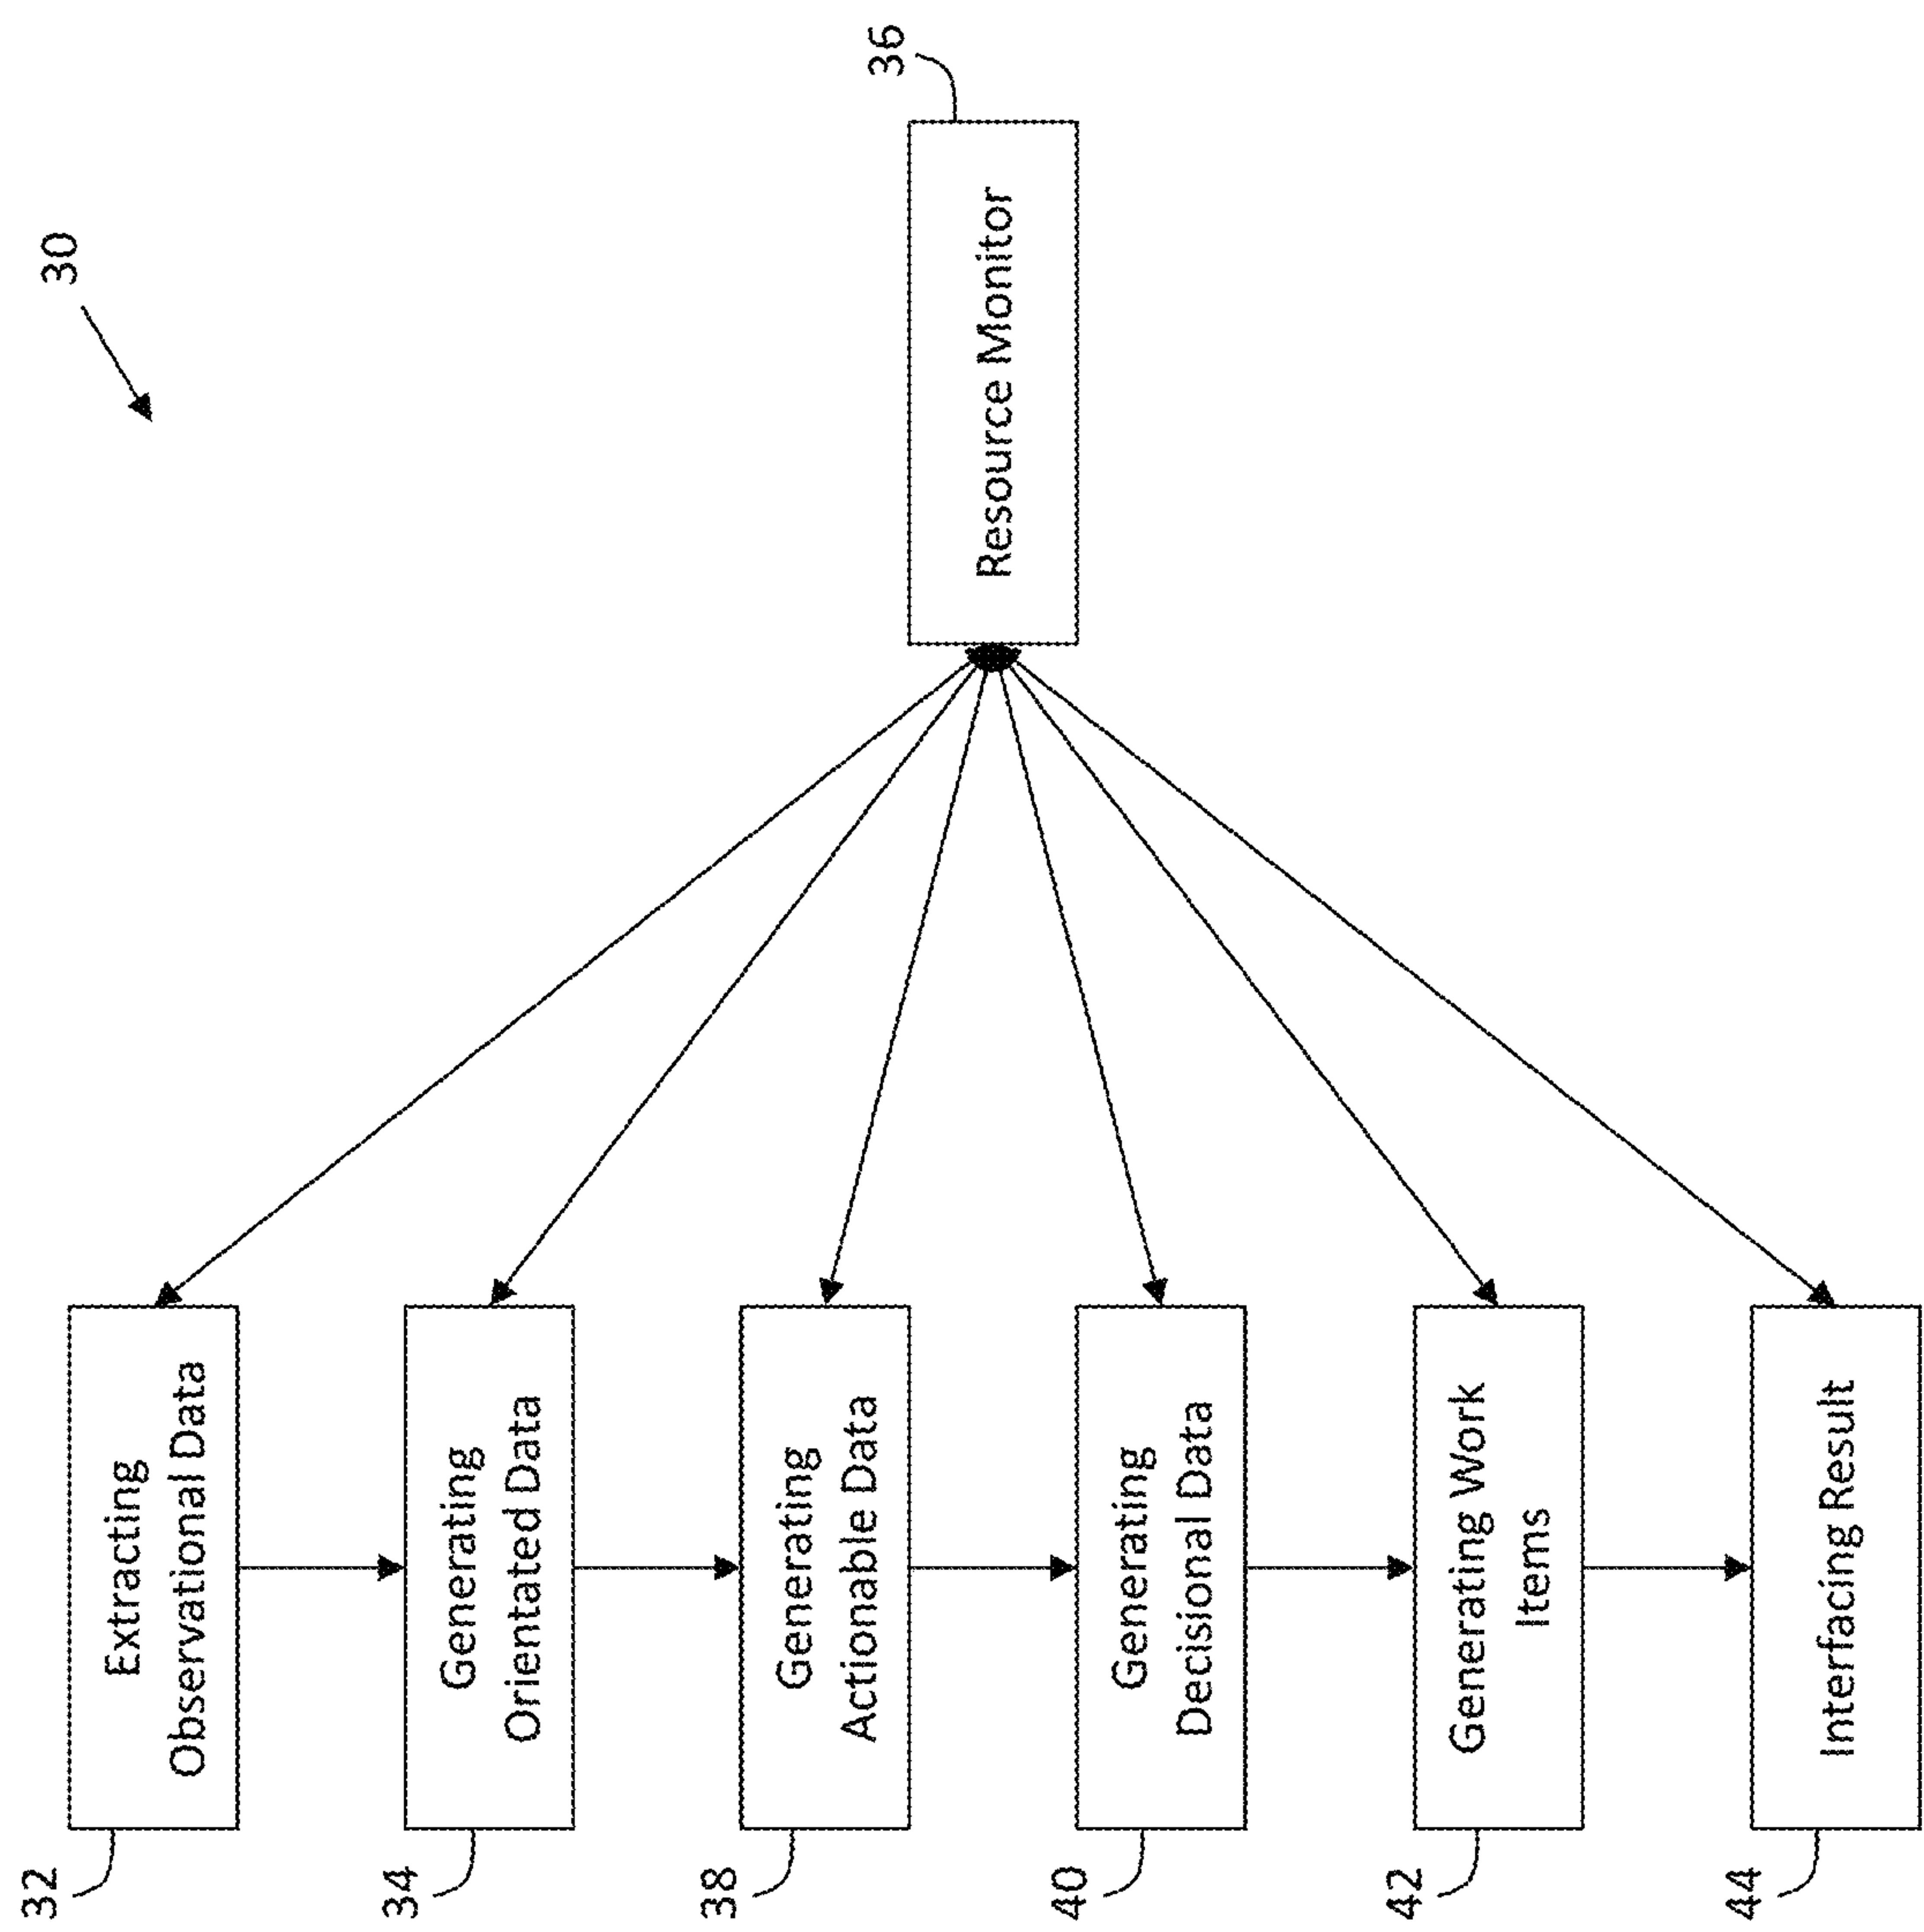 30
32
Extracting
Observational Data
34
Generating
Orientated Data
36
Resource Monitor
38
Generating
Actionable Data
40
Generating
Decisional Data
42
Generating Work
Items
44
Interfacing Result